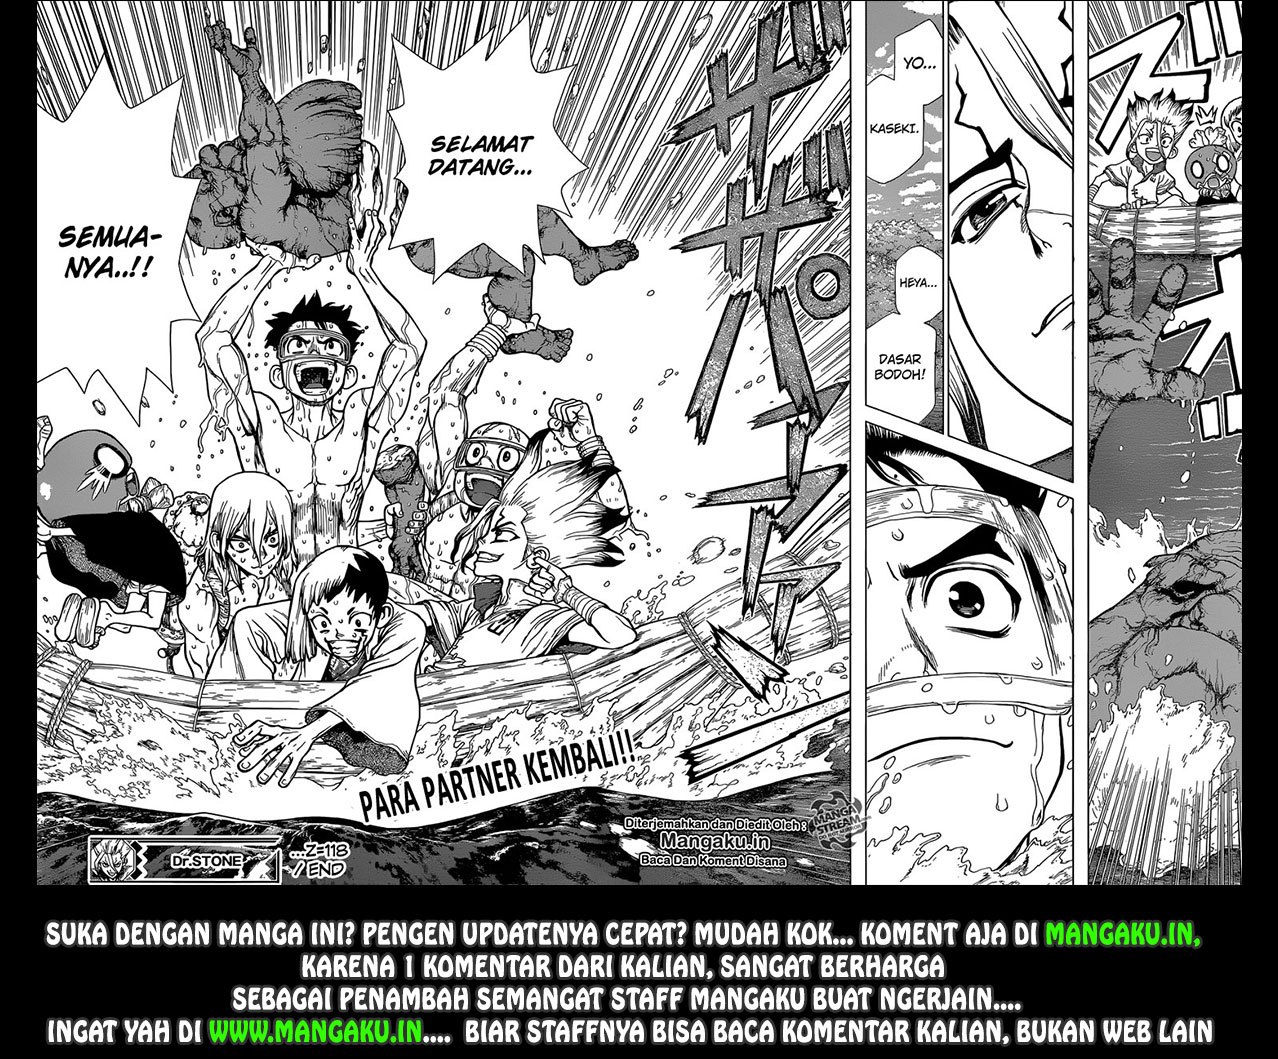 YO...
KASEKI.
HEYA...
DASAR
BODOH!
SELAMAT
DATANG...
SEMUA-
NYA..!!
PARA PARTNER KEMBALI!!!
Diterjemahkan dan Diedit Oleh :
Mangaku.In
Baca Dan Koment Disana
MANGA
STREAM
Dr.STONE
...Z=118
/ END
SUKA DENGAN MANGA INI? PENGEN UPDATENYA CEPAT? MUDAH KOK... KOMENT AJA DI MANGAKU.IN,
KARENA 1 KOMENTAR DARI KALIAN, SANGAT BERHARGA
SEBAGAI PENAMBAH SEMANGAT STAFF MANGAKU BUAT NGERJAIN....
INGAT YAH DI WWW.MANGAKU.IN.... BIAR STAFFNYA BISA BACA KOMENTAR KALIAN, BUKAN WEB LAIN